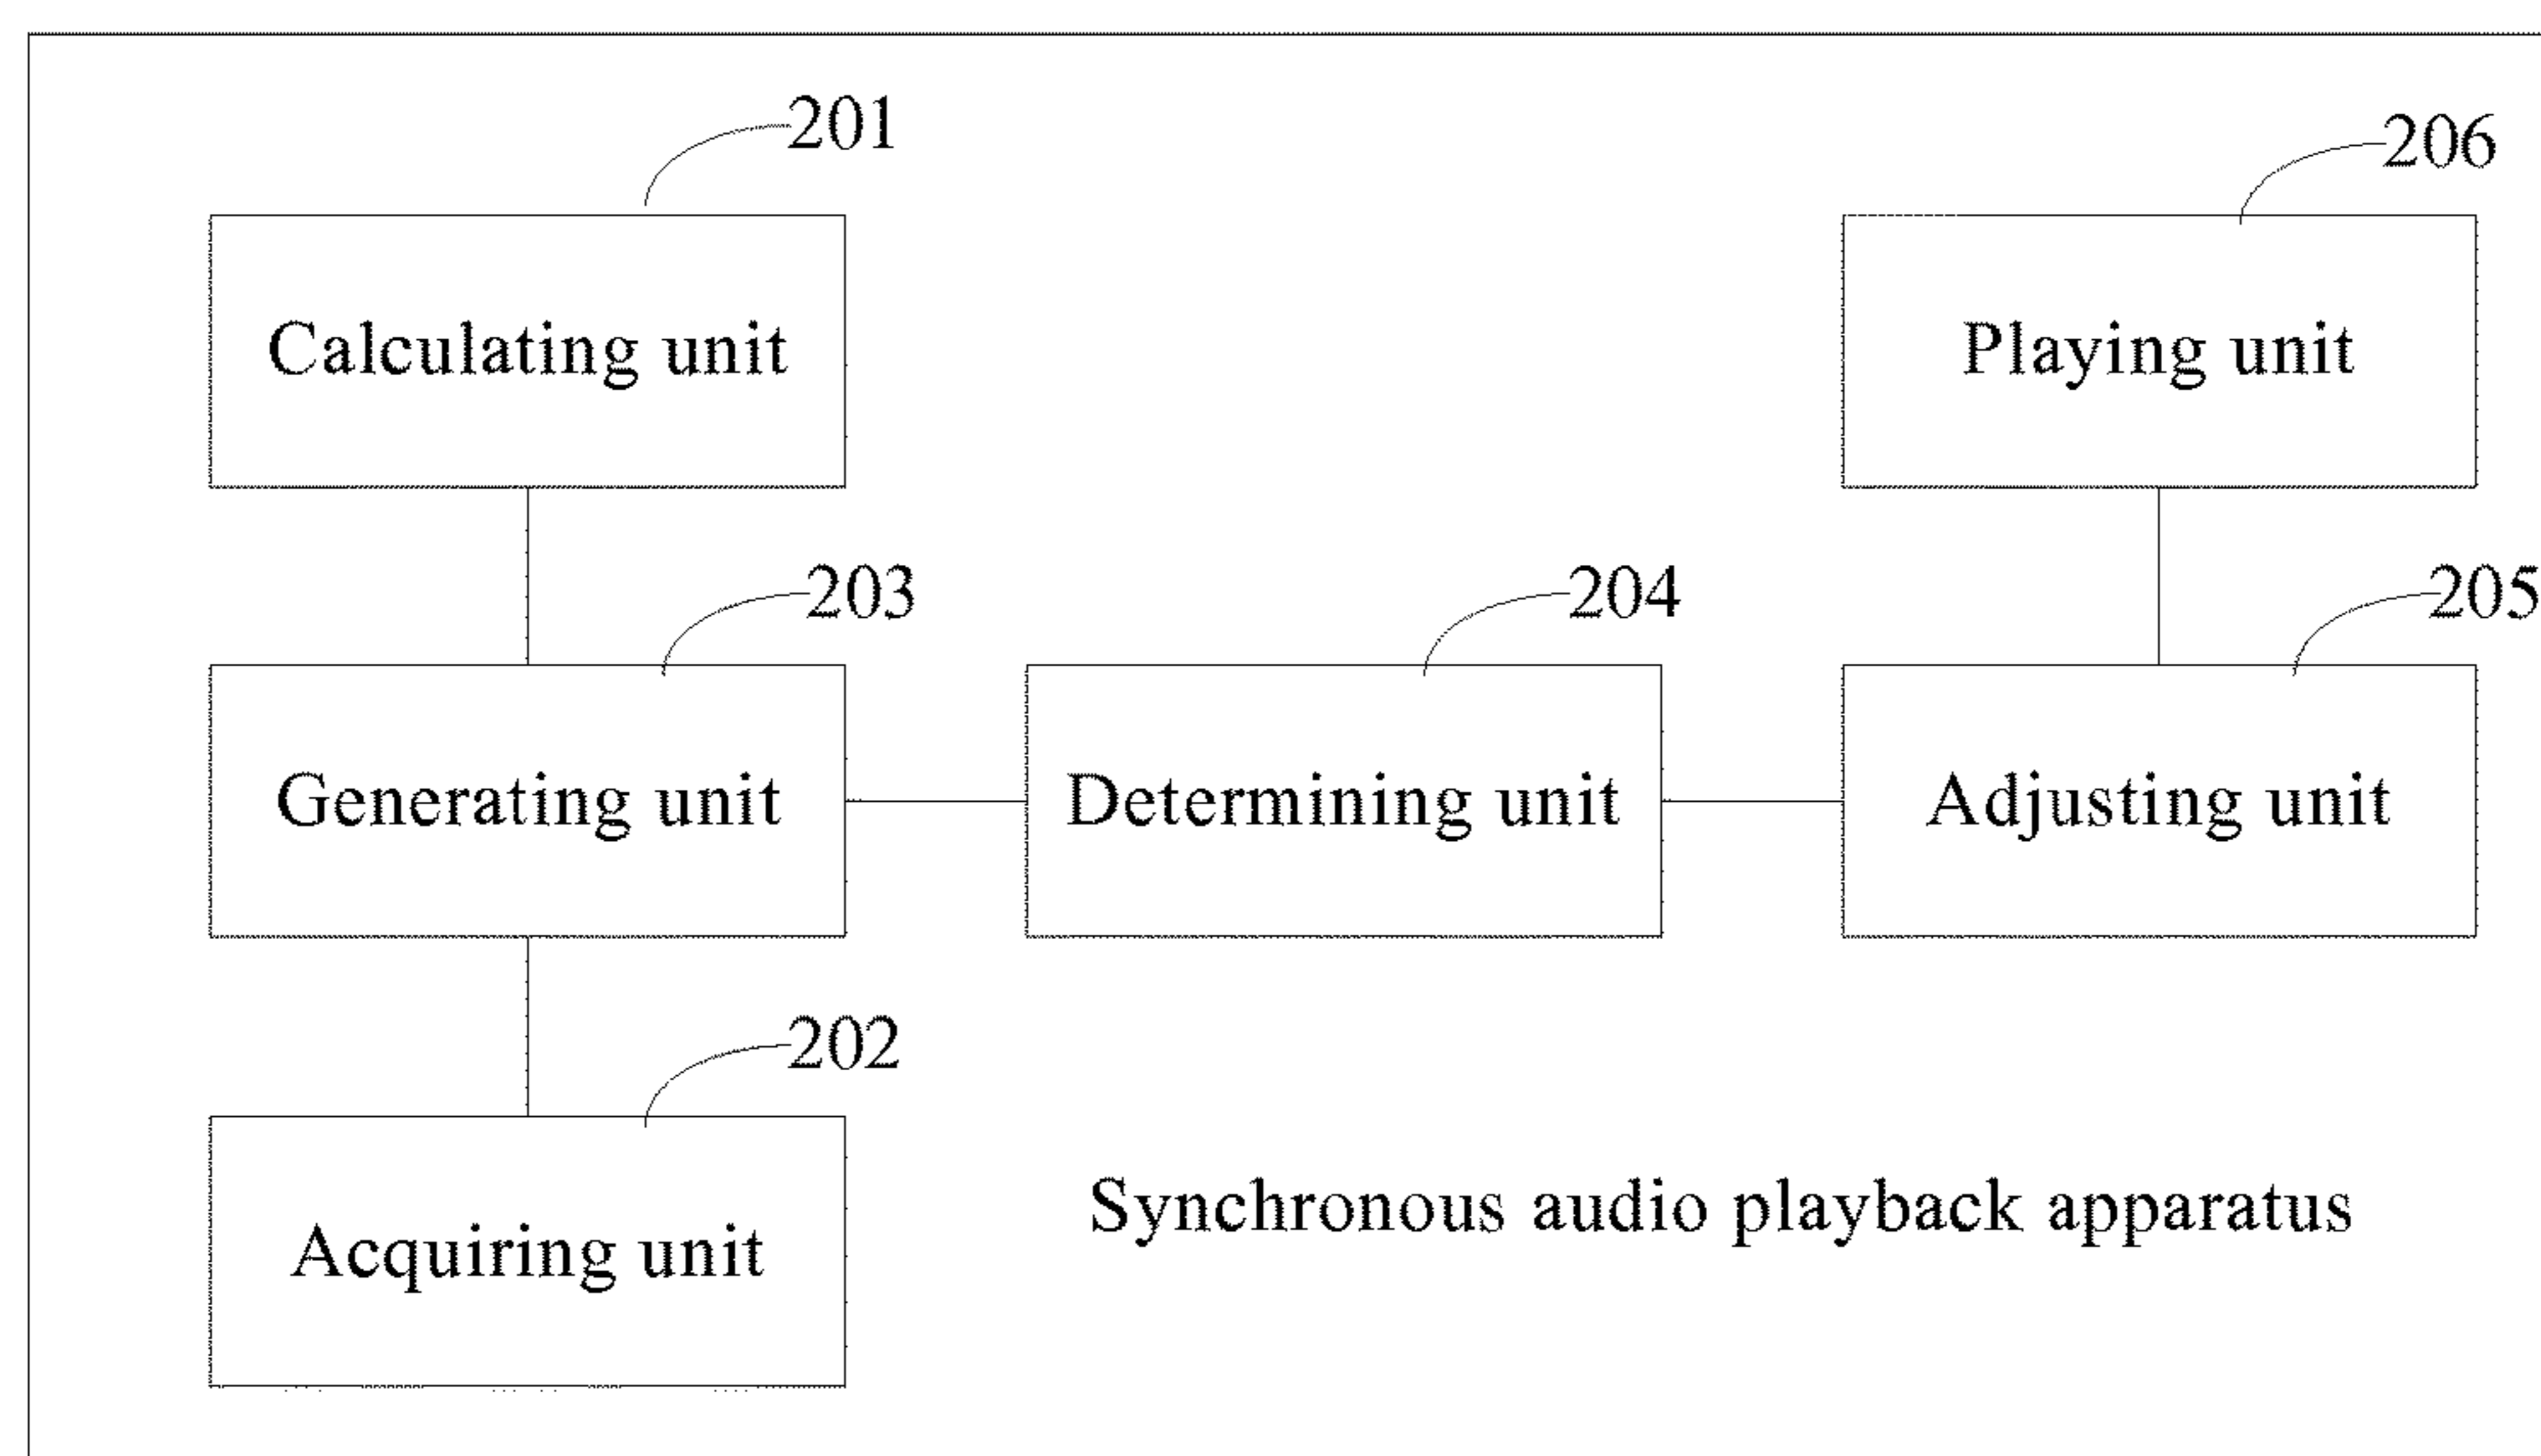 201
206
Calculating unit
Playing unit
203
204
205
Generating unit
Determining unit
Adjusting unit
202
Acquiring unit
Synchronous audio playback apparatus